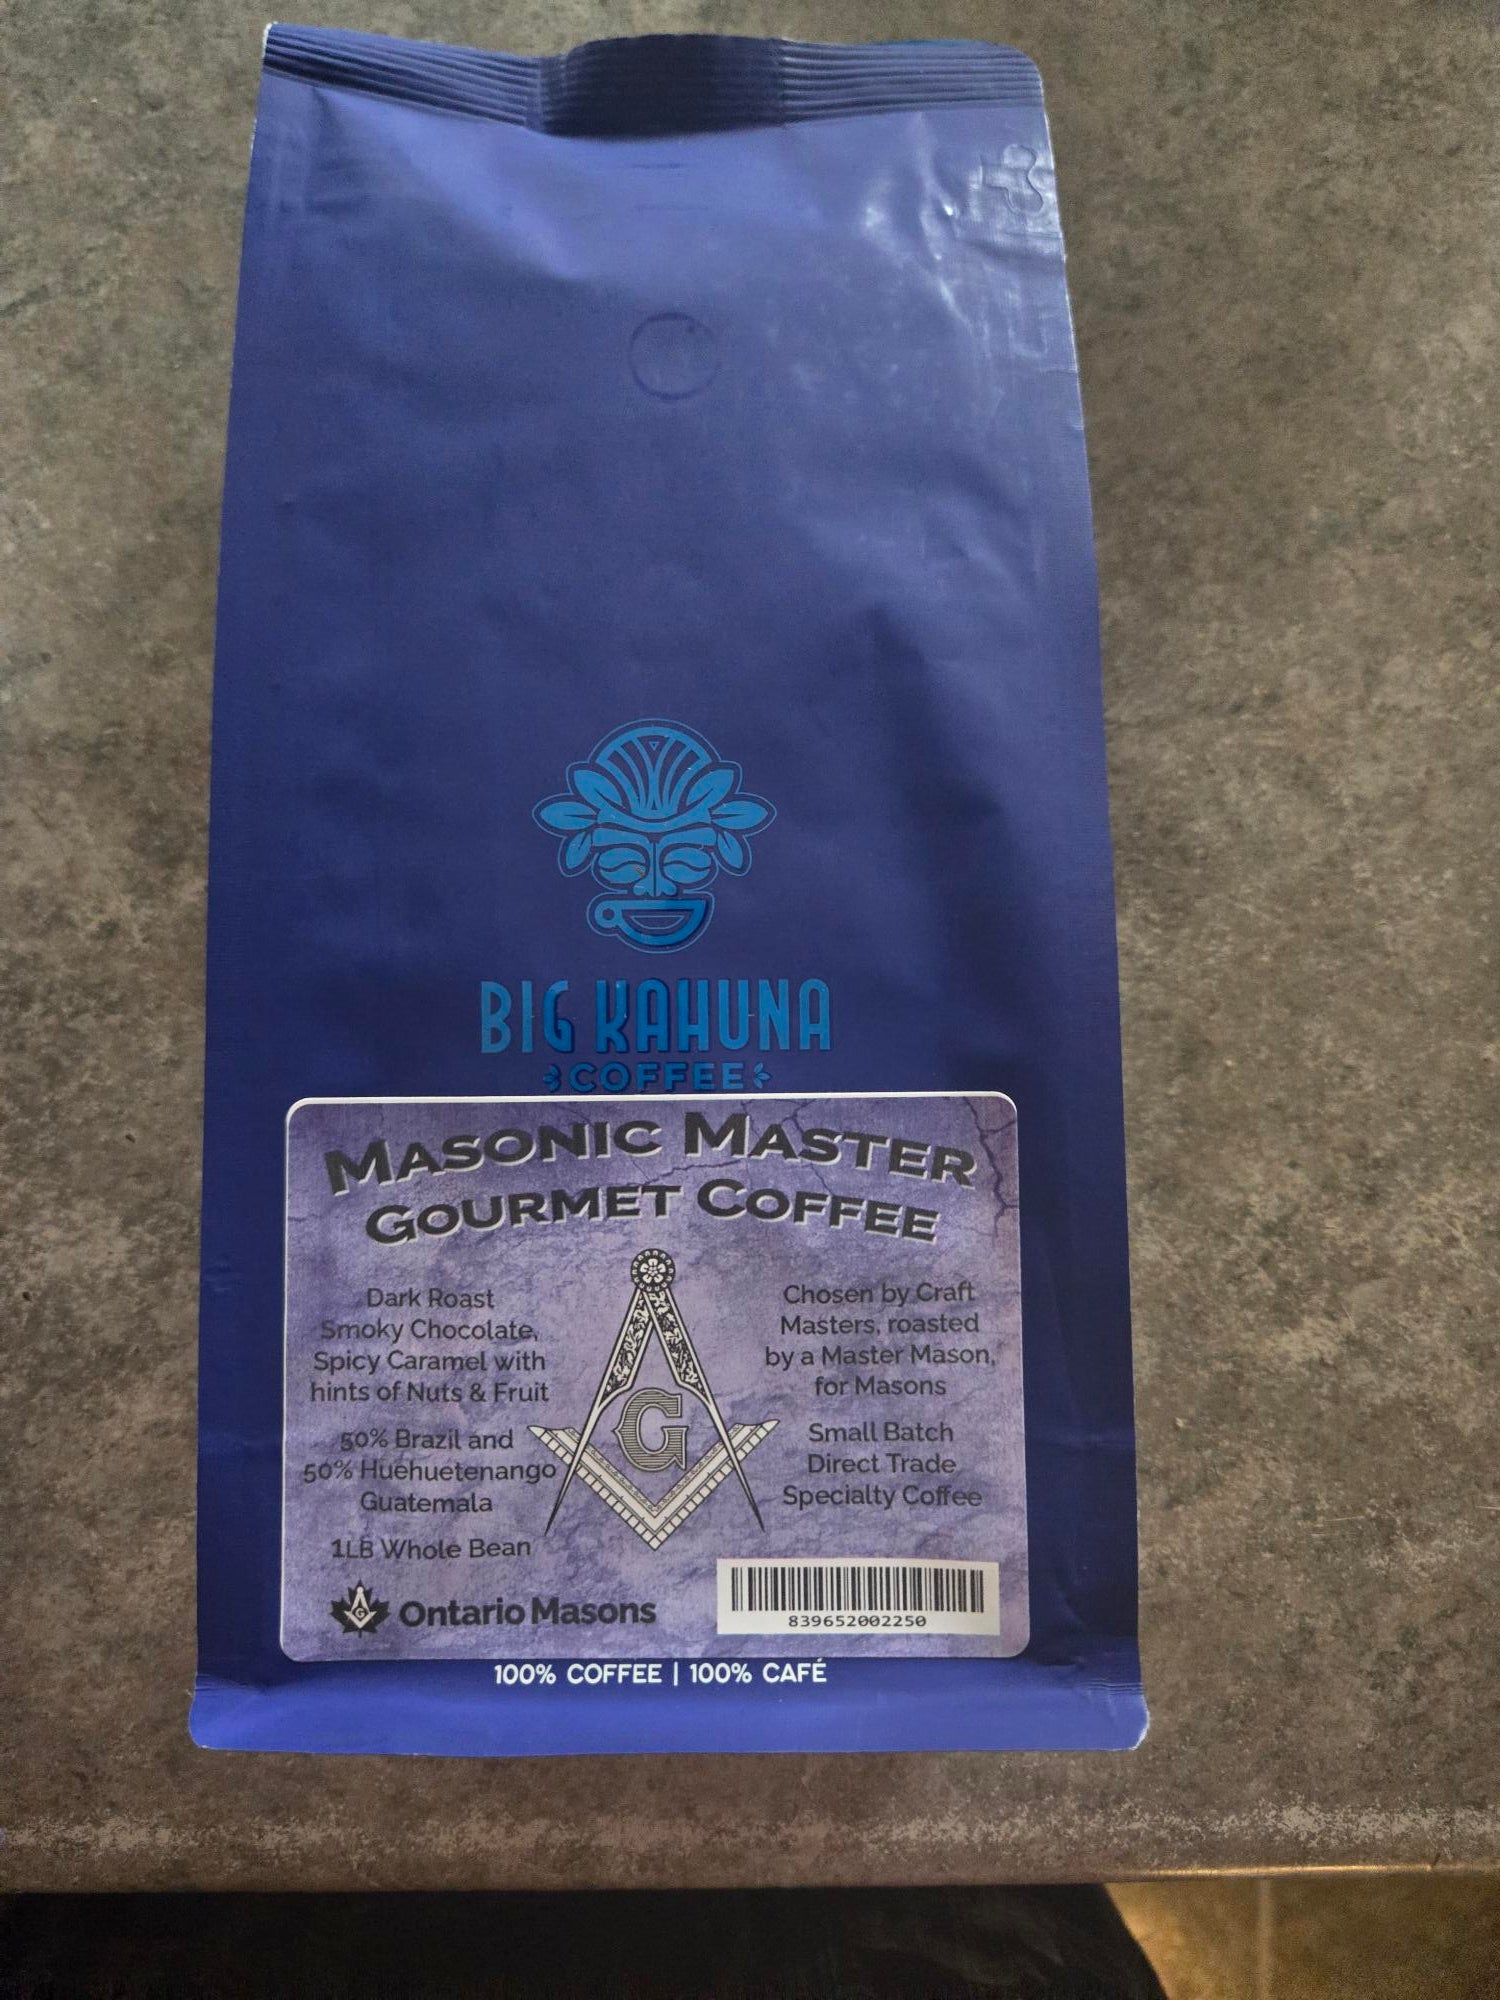 BIG KAHUNA
COFFEE
MASONIC MASTER
GOURMET COFFEE
Dark Roast
Smoky Chocolate,
Spicy Caramel with
hints of Nuts & Fruit
50% Brazil and
50% Huehuetenango
Guatemala
1LB Whole Bean
G
Chosen by Craft
Masters, roasted
by a Master Mason,
for Masons
Small Batch
Direct Trade
Specialty Coffee
G
Ontario Masons
839652002250
100% COFFEE | 100% CAFÉ